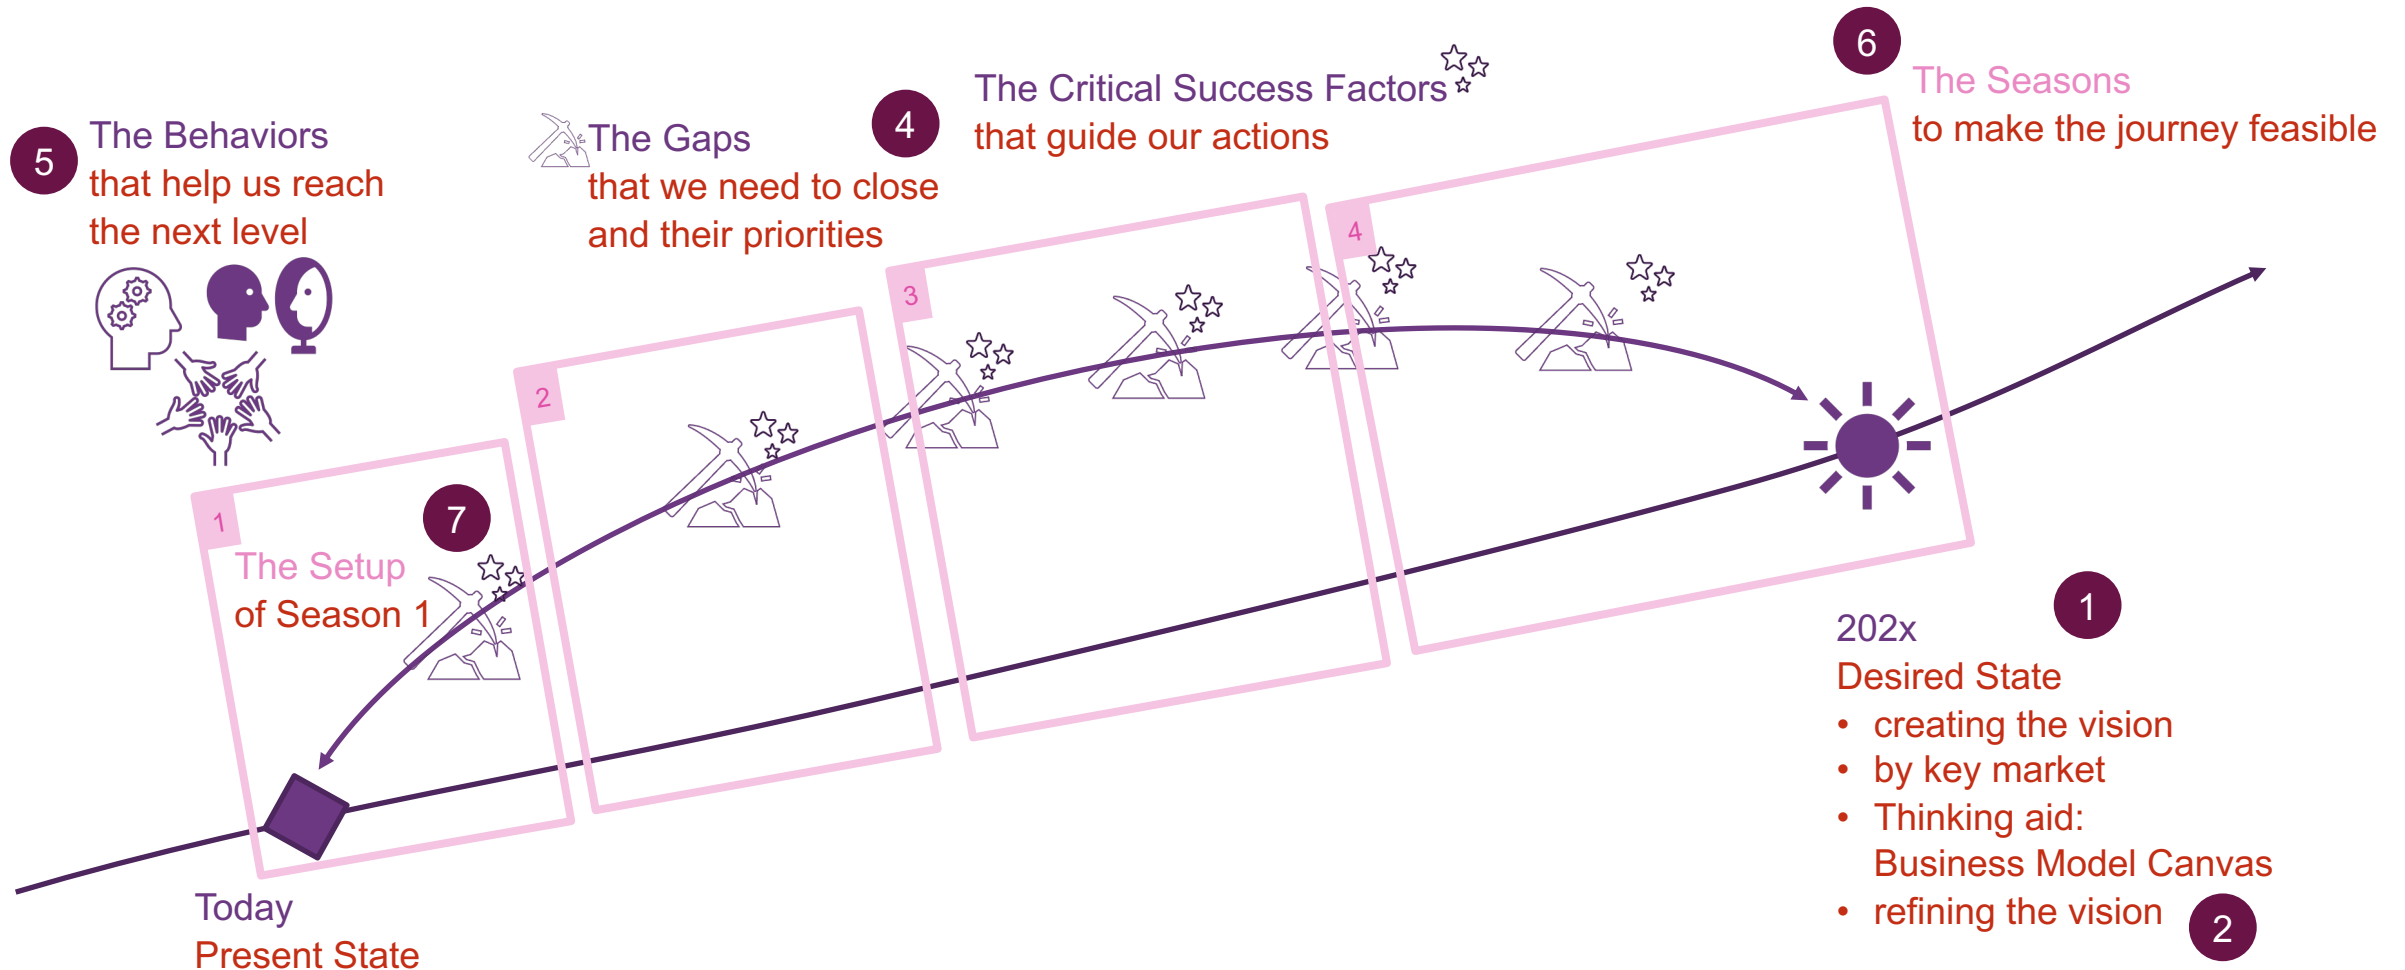 5
The Behaviors
that help us reach
the next level
The Gaps
that we need to close
and their priorities
4
The Critical Success Factors
that guide our actions
6
The Seasons
to make the journey feasible
1
2
3
4
7
The Setup
of Season 1
Today
Present State
1
202x
Desired State
• creating the vision
• by key market
• Thinking aid:
Business Model Canvas
• refining the vision
2